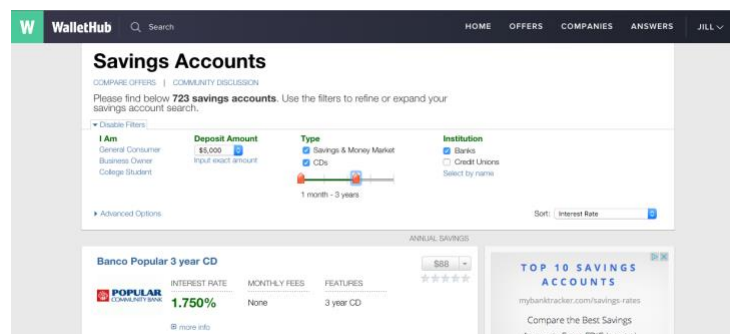 W WalletHub Search HOME OFFERS COMPANIES ANSWERS JILL
Savings Accounts
COMPARE OFFERS | COMMUNITY DISCUSSION
Please find below 723 savings accounts. Use the filters to refine or expand your
savings account search.
Disable Filters
I Am Deposit Amount Type Institution
General Consumer $5,000 Savings & Money Market Banks
Business Owner Input exact amount CDs Credit Unions
College Student Select by name
1 month - 3 years
Advanced Options Sort: Interest Rate
ANNUAL SAVINGS
Banco Popular 3 year CD $88
POPULAR COMMUNITY BANK INTEREST RATE MONTHLY FEES FEATURES
1.750% None 3 year CD
more info
TOP 10 SAVINGS
ACCOUNTS
mybanktracker.com/savings-rates
Compare the Best Savings